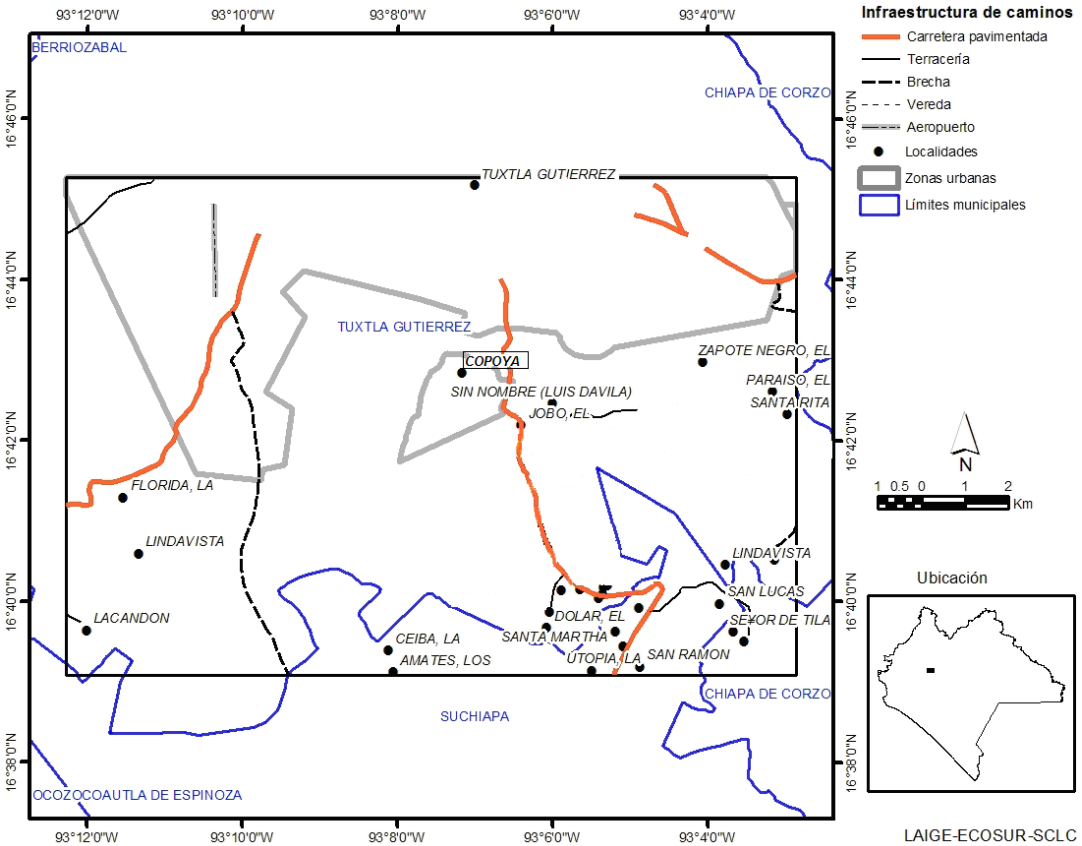 93°12'0"W 93°10'0"W 93°8'0"W 93°6'0"W 93°4'0"W
Infraestructura de caminos
Carretera pavimentada
Terracería
Brecha
Vereda
Aeropuerto
Localidades
Zonas urbanas
Límites municipales
BERRIOZABAL
CHIAPA DE CORZO
16°46'0"N
16°46'0"N
TUXTLA GUTIERREZ
16°44'0"N
16°44'0"N
TUXTLA GUTIERREZ
ZAPOTE NEGRO, EL
COPOYA
PARAISO, EL
SIN NOMBRE (LUIS DAVILA)
SANTA RITA
JOBO, EL
16°42'0"N
16°42'0"N
N
1 0.5 0 1 2
Km
FLORIDA, LA
LINDAVISTA
LINDAVISTA
16°40'0"N
16°40'0"N
Ubicación
SAN LUCAS
LACANDON
DOLAR, EL
SE¥OR DE TILA
CEIBA, LA
SANTA MARTHA
AMATES, LOS
UTOPIA, LA
SAN RAMON
CHIAPA DE CORZO
SUCHIAPA
16°38'0"N
16°38'0"N
OCOZOCOAUTLA DE ESPINOZA
93°12'0"W 93°10'0"W 93°8'0"W 93°6'0"W 93°4'0"W
LAIGE-ECOSUR-SCLC